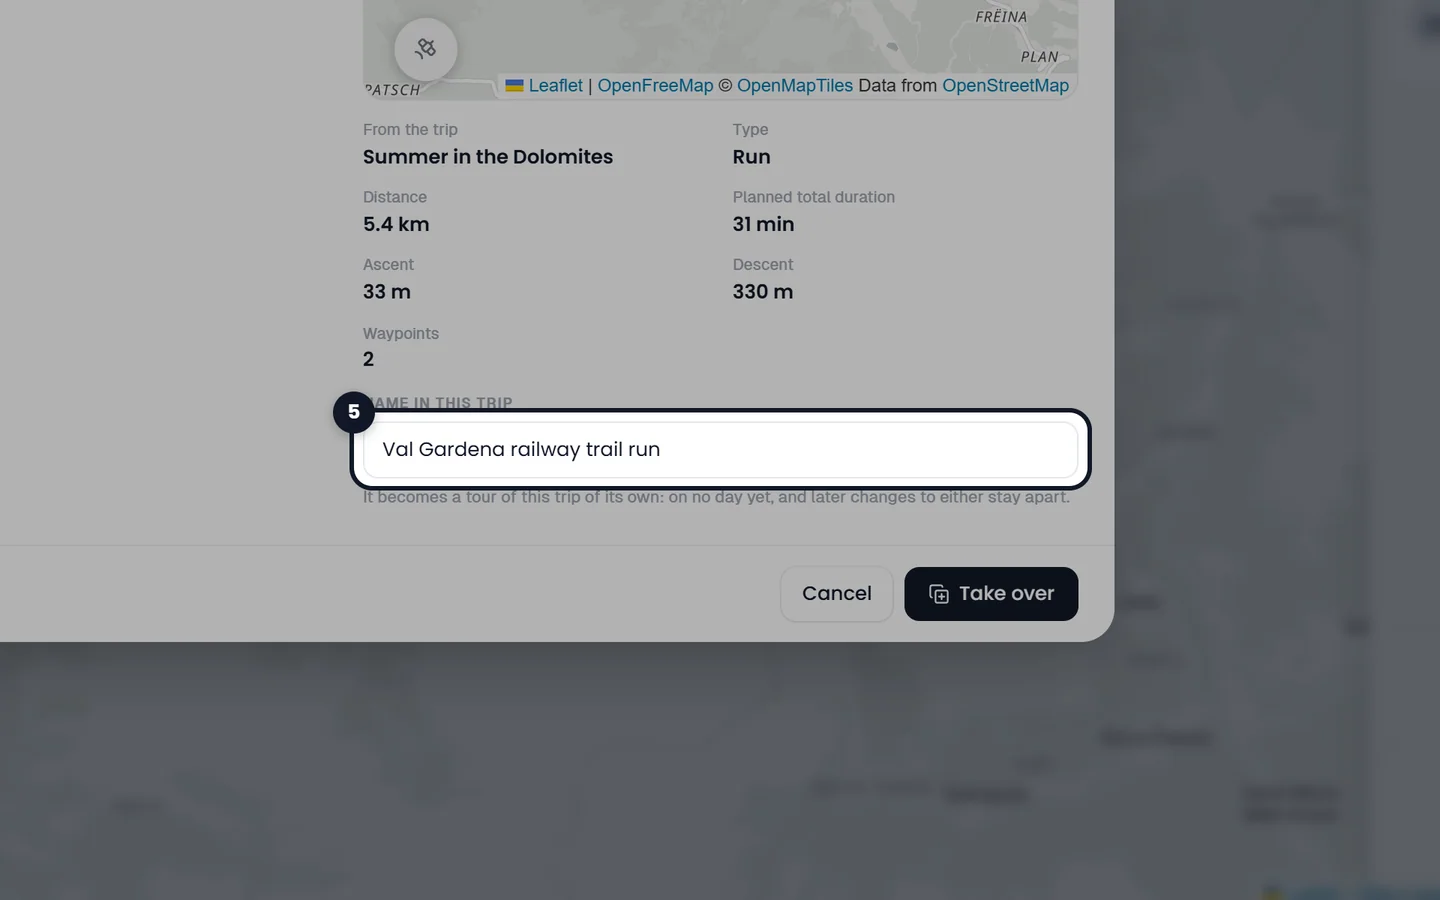 FRËINA
PLAN
PATSCH
Leaflet | OpenFreeMap © OpenMapTiles Data from OpenStreetMap
From the trip
Summer in the Dolomites
Type
Run
Distance
5.4 km
Planned total duration
31 min
Ascent
33 m
Descent
330 m
Waypoints
2
5
NAME IN THIS TRIP
Val Gardena railway trail run
It becomes a tour of this trip of its own: on no day yet, and later changes to either stay apart.
Cancel
Take over